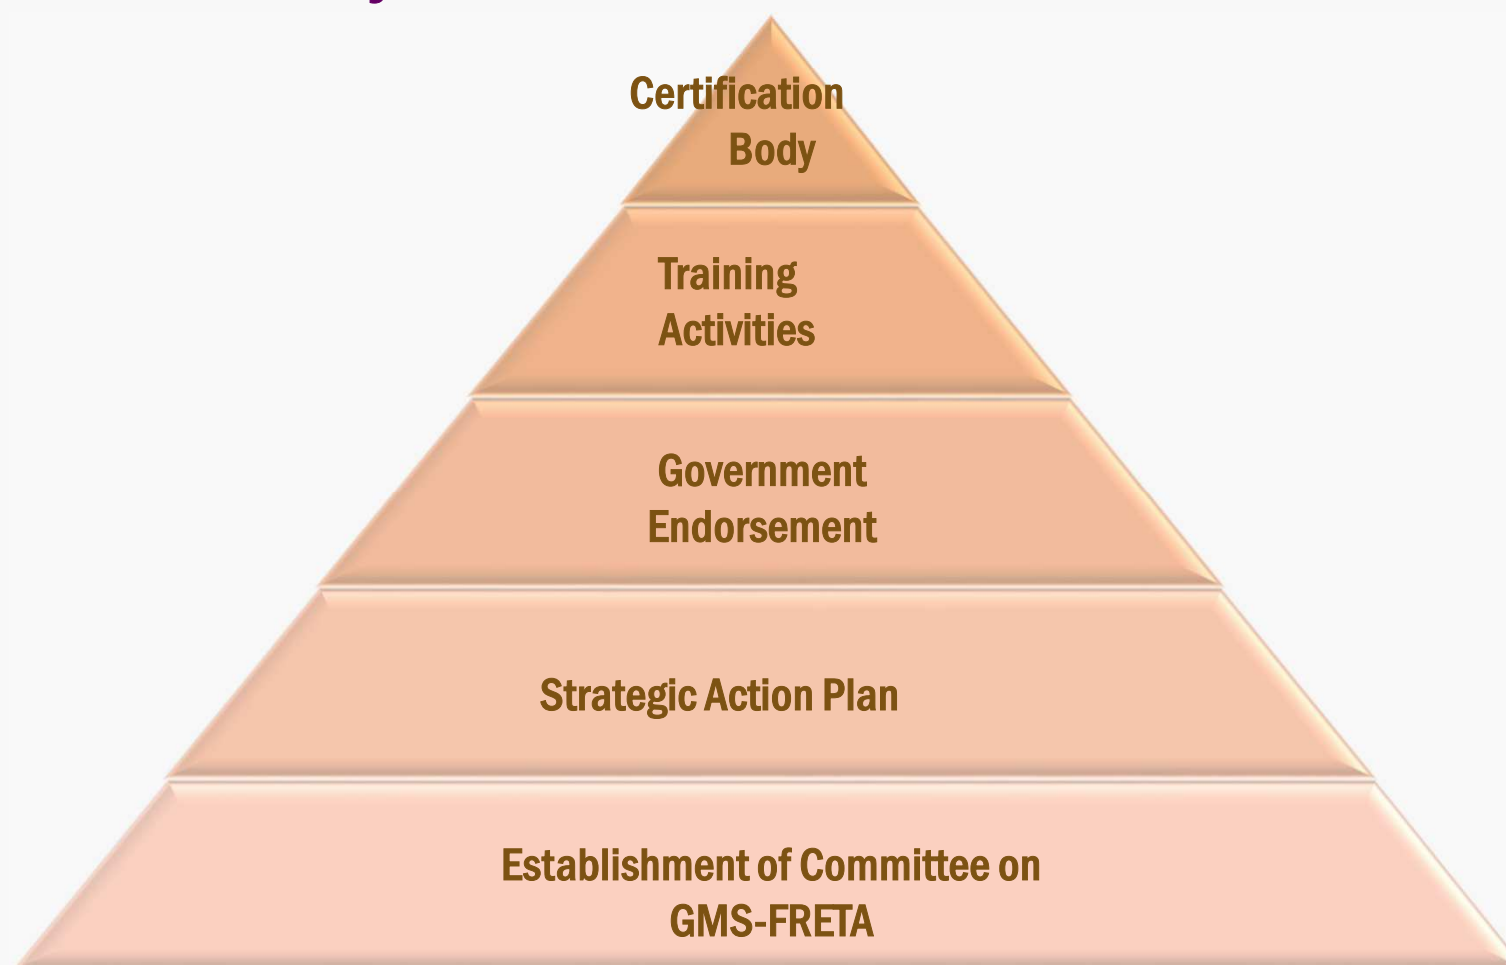 Certification
Body
Training
Activities
Government
Endorsement
Strategic Action Plan
Establishment of Committee on
GMS-FRETA